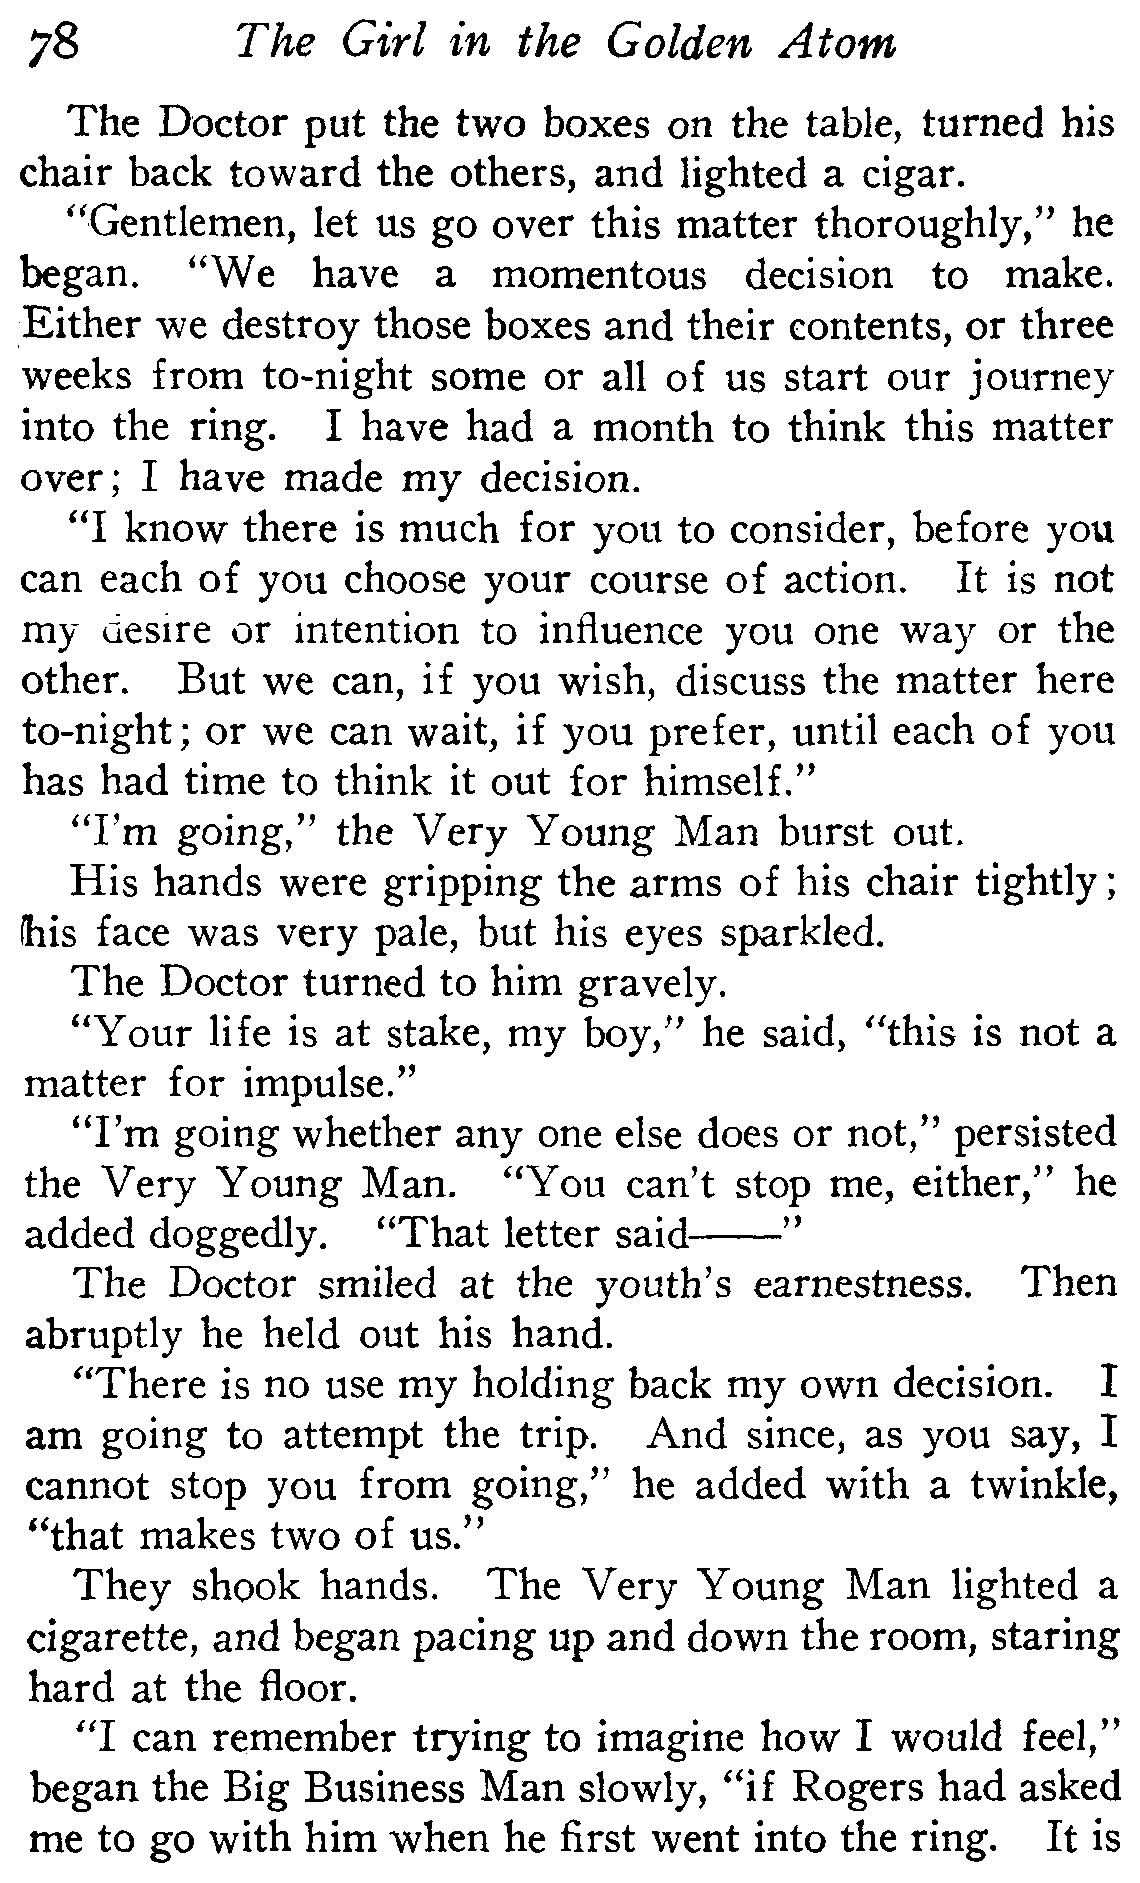 78 The Girl in the Golden Atom
The Doctor put the two boxes on the table, turned his
chair back toward the others, and lighted a cigar.
"Gentlemen, let us go over this matter thoroughly," he
began. "We have a momentous decision to make.
Either we destroy those boxes and their contents, or three
weeks from to-night some or all of us start our journey
into the ring. I have had a month to think this matter
over; I have made my decision.
"I know there is much for you to consider, before you
can each of you choose your course of action. It is not
my desire or intention to influence you one way or the
other. But we can, if you wish, discuss the matter here
to-night; or we can wait, if you prefer, until each of you
has had time to think it out for himself."
"I'm going," the Very Young Man burst out.
His hands were gripping the arms of his chair tightly;
his face was very pale, but his eyes sparkled.
The Doctor turned to him gravely.
"Your life is at stake, my boy," he said, "this is not a
matter for impulse."
"I'm going whether any one else does or not," persisted
the Very Young Man. "You can't stop me, either," he
added doggedly. "That letter said——"
The Doctor smiled at the youth's earnestness. Then
abruptly he held out his hand.
"There is no use my holding back my own decision. I
am going to attempt the trip. And since, as you say, I
cannot stop you from going," he added with a twinkle,
"that makes two of us."
They shook hands. The Very Young Man lighted a
cigarette, and began pacing up and down the room, staring
hard at the floor.
"I can remember trying to imagine how I would feel,"
began the Big Business Man slowly, "if Rogers had asked
me to go with him when he first went into the ring. It is